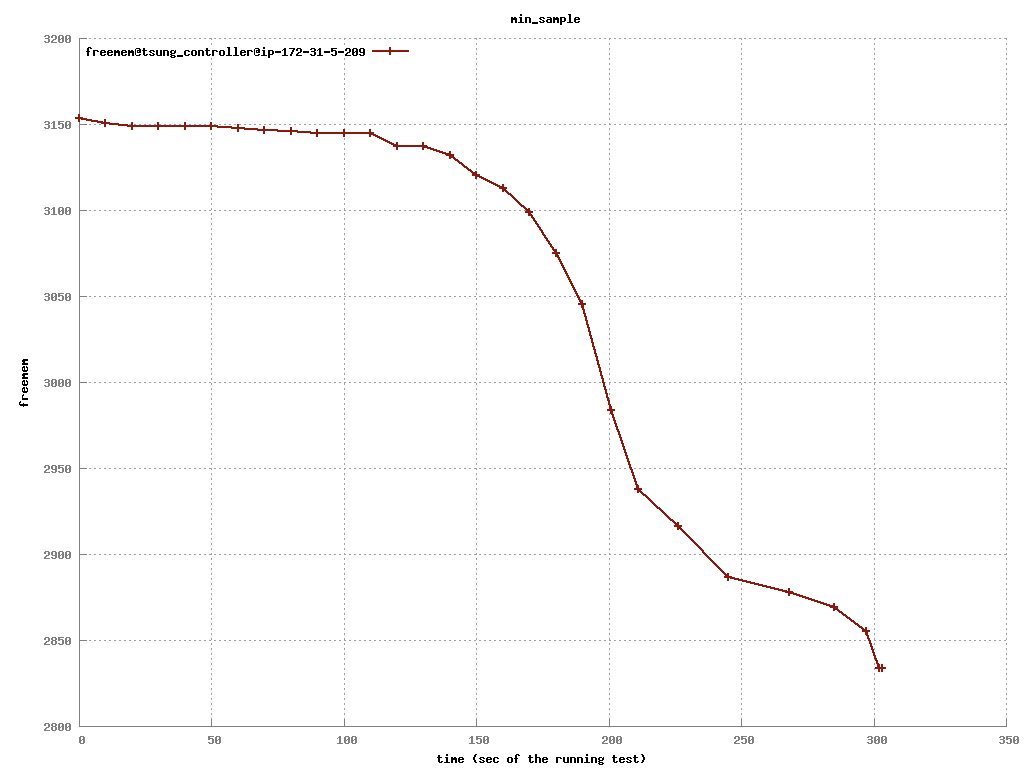 min_sample
3200
freemem@tsung_controller@ip-172-31-5-209
3150
3100
3050
3000
freemem
2950
2900
2850
2800
0 50 100 150 200 250 300 350
time (sec of the running test)